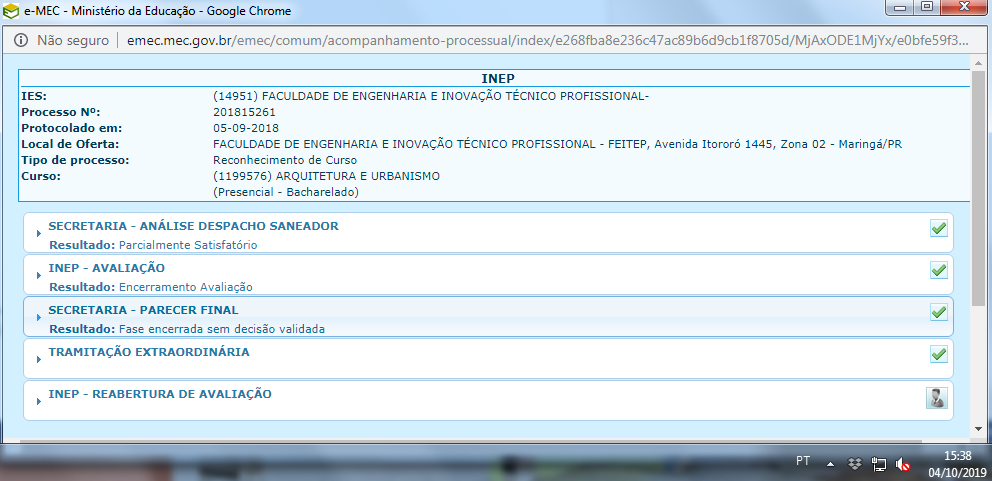 e-MEC - Ministério da Educação - Google Chrome
Não seguro | emec.mec.gov.br/emec/comum/acompanhamento-processual/index/e268fba8e236c47ac89b6d9cb1f8705d/MjAxODE1MjYx/e0bfe59f3...
INEP
IES: (14951) FACULDADE DE ENGENHARIA E INOVAÇÃO TÉCNICO PROFISSIONAL-
Processo Nº: 201815261
Protocolado em: 05-09-2018
Local de Oferta: FACULDADE DE ENGENHARIA E INOVAÇÃO TÉCNICO PROFISSIONAL - FEITEP, Avenida Itororó 1445, Zona 02 - Maringá/PR
Tipo de processo: Reconhecimento de Curso
Curso: (1199576) ARQUITETURA E URBANISMO
(Presencial - Bacharelado)
SECRETARIA - ANÁLISE DESPACHO SANEADOR
Resultado: Parcialmente Satisfatório
INEP - AVALIAÇÃO
Resultado: Encerramento Avaliação
SECRETARIA - PARECER FINAL
Resultado: Fase encerrada sem decisão validada
TRAMITAÇÃO EXTRAORDINÁRIA
INEP - REABERTURA DE AVALIAÇÃO
PT
15:38
04/10/2019